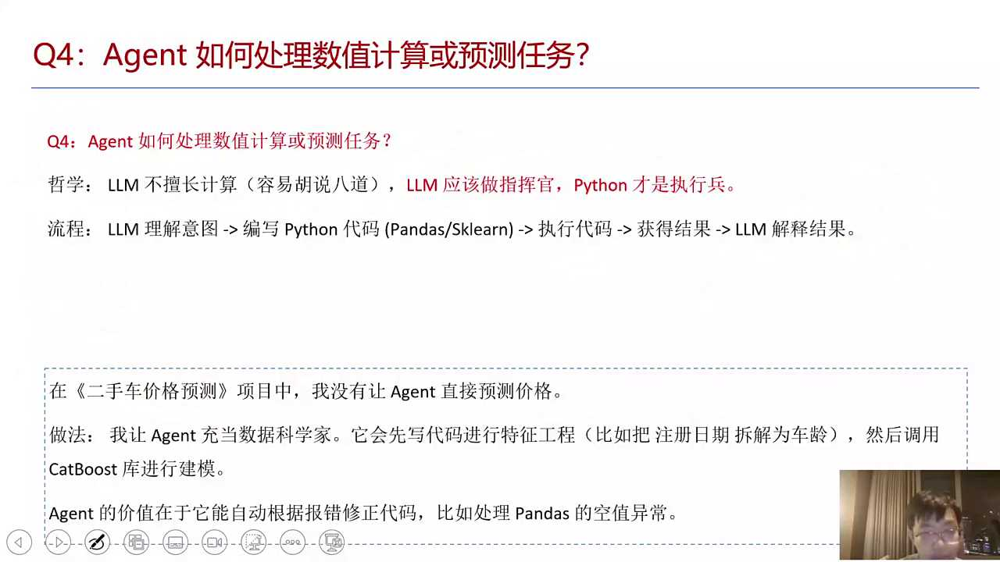 Q4：Agent 如何处理数值计算或预测任务？
Q4：Agent 如何处理数值计算或预测任务？
哲学： LLM 不擅长计算（容易胡说八道），LLM 应该做指挥官，Python 才是执行兵。
流程： LLM 理解意图 -> 编写 Python 代码 (Pandas/Sklearn) -> 执行代码 -> 获得结果 -> LLM 解释结果。
在《二手车价格预测》项目中，我没有让 Agent 直接预测价格。
做法： 我让 Agent 充当数据科学家。它会先写代码进行特征工程（比如把 注册日期 拆解为车龄），然后调用
CatBoost 库进行建模。
Agent 的价值在于它能自动根据报错修正代码，比如处理 Pandas 的空值异常。